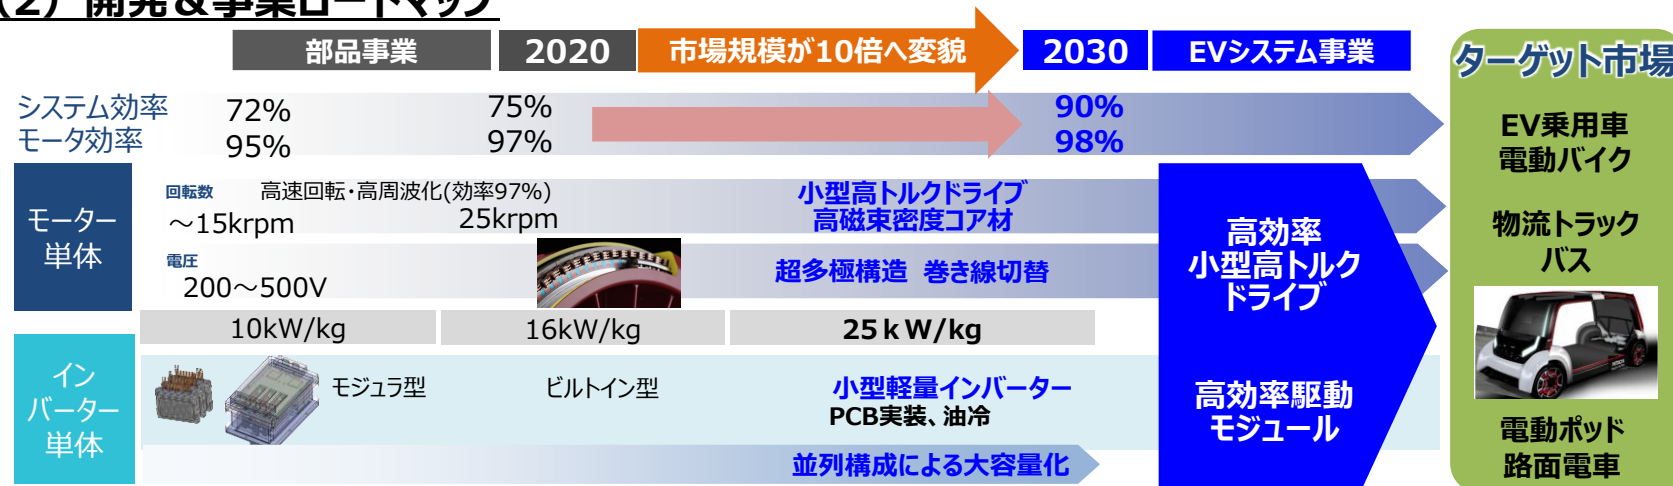 （2）開発＆事業ロードマップ
部品事業
2020
市場規模が10倍へ変貌
2030
EVシステム事業
システム効率
72%
75%
90%
モータ効率
95%
97%
98%
モーター
単体
回転数
高速回転・高周波化(効率97%)
～15krpm
25krpm
小型高トルクドライブ
高磁束密度コア材
電圧
200～500V
超多極構造 巻き線切替
10kW/kg
16kW/kg
25ｋW/kg
イン
バーター
単体
モジュラ型
ビルトイン型
小型軽量インバーター
PCB実装、油冷
並列構成による大容量化
高効率
小型高トルク
ドライブ
高効率駆動
モジュール
ターゲット市場
EV乗用車
電動バイク
物流トラック
バス
電動ポッド
路面電車